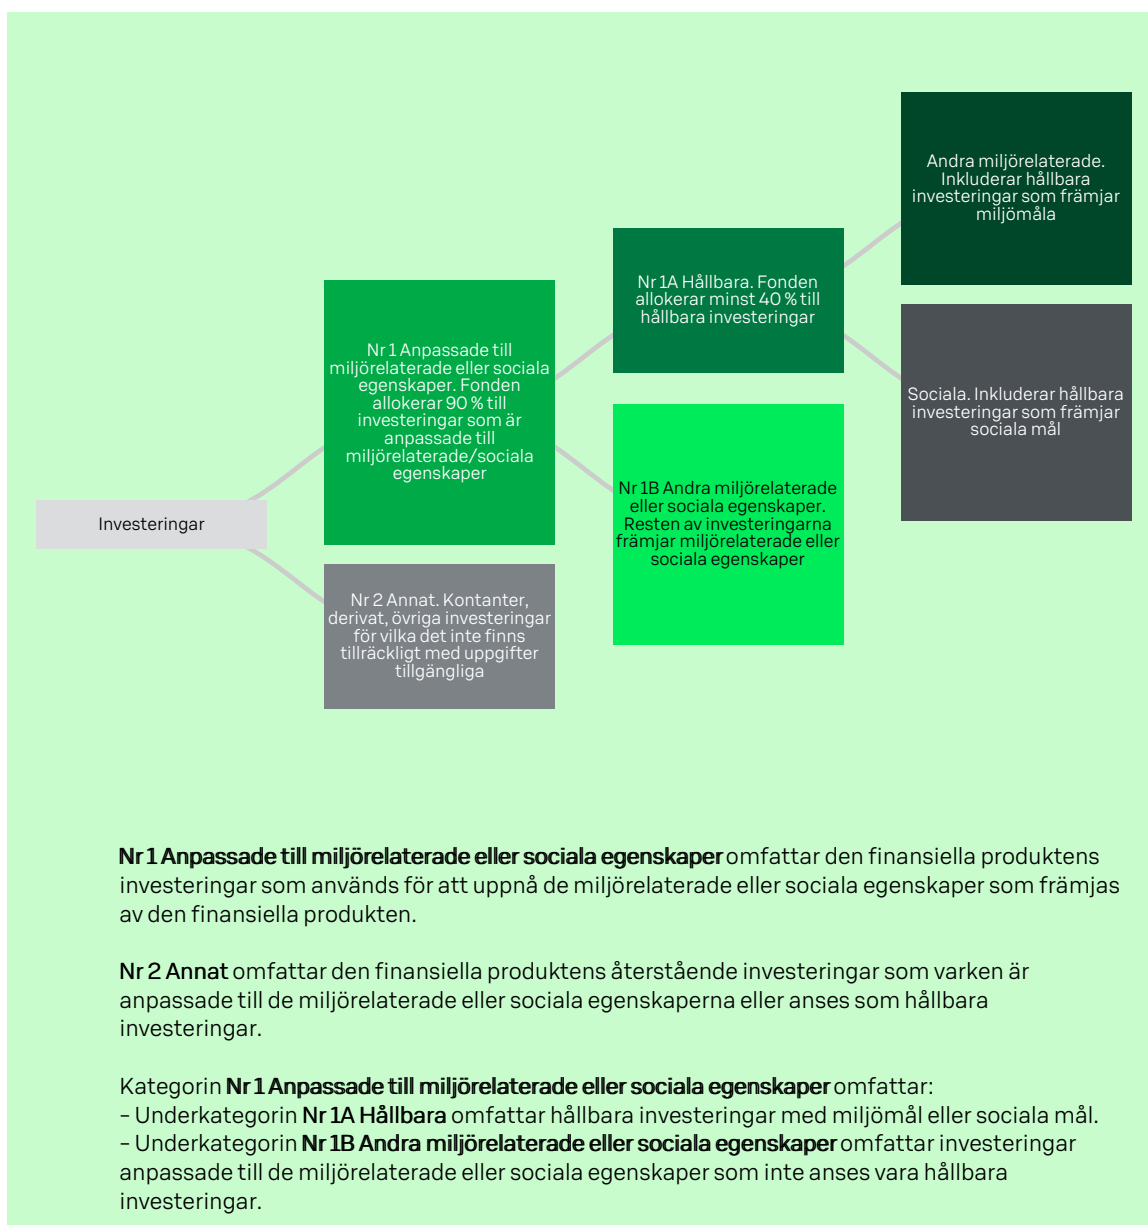 Andra miljörelaterade.
Inkluderar hållbara
investeringar som främjar
miljömåla
Nr 1A Hållbara. Fonden
allokerar minst 40 % till
hållbara investeringar
Nr 1 Anpassade till
miljörelaterade eller sociala
egenskaper. Fonden
allokerar 90 % till
investeringar som är
anpassade till
miljörelaterade/sociala
egenskaper
Sociala. Inkluderar hållbara
investeringar som främjar
sociala mål
Nr 1B Andra miljörelaterade
eller sociala egenskaper.
Resten av investeringarna
främjar miljörelaterade eller
sociala egenskaper
Investeringar
Nr 2 Annat. Kontanter,
derivat, övriga investeringar
för vilka det inte finns
tillräckligt med uppgifter
tillgängliga
Nr 1 Anpassade till miljörelaterade eller sociala egenskaper omfattar den finansiella produktens
investeringar som används för att uppnå de miljörelaterade eller sociala egenskaper som främjas
av den finansiella produkten.
Nr 2 Annat omfattar den finansiella produktens återstående investeringar som varken är
anpassade till de miljörelaterade eller sociala egenskaperna eller anses som hållbara
investeringar.
Kategorin Nr 1 Anpassade till miljörelaterade eller sociala egenskaper omfattar:
– Underkategorin Nr 1A Hållbara omfattar hållbara investeringar med miljömål eller sociala mål.
– Underkategorin Nr 1B Andra miljörelaterade eller sociala egenskaper omfattar investeringar
anpassade till de miljörelaterade eller sociala egenskaper som inte anses vara hållbara
investeringar.